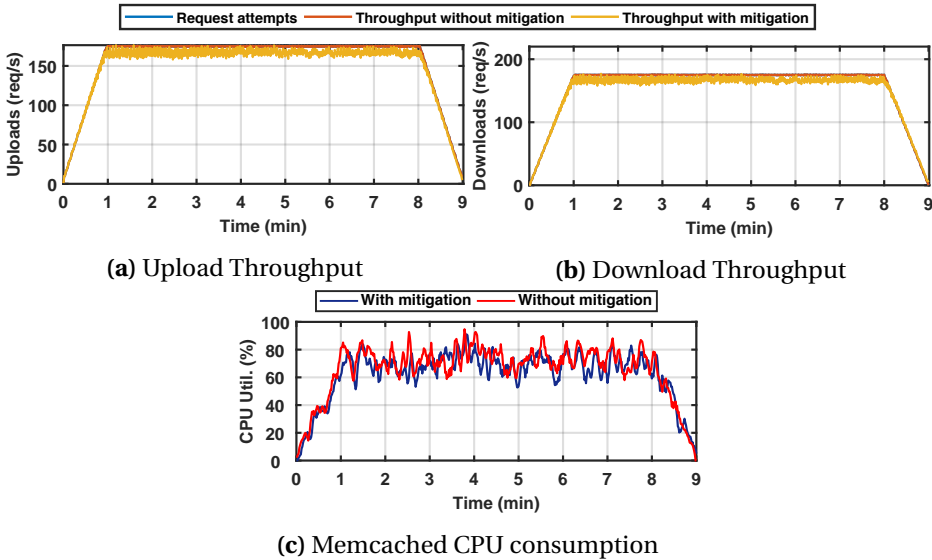 Request attempts Throughput without mitigation Throughput with mitigation
Uploads (req/s)
150
100
50
0
0 1 2 3 4 5 6 7 8 9
Time (min)
(a) Upload Throughput
Downloads (req/s)
200
100
0
0 1 2 3 4 5 6 7 8 9
Time (min)
(b) Download Throughput
With mitigation Without mitigation
CPU Util. (%)
100
80
60
40
20
0
0 1 2 3 4 5 6 7 8 9
Time (min)
(c) Memcached CPU consumption